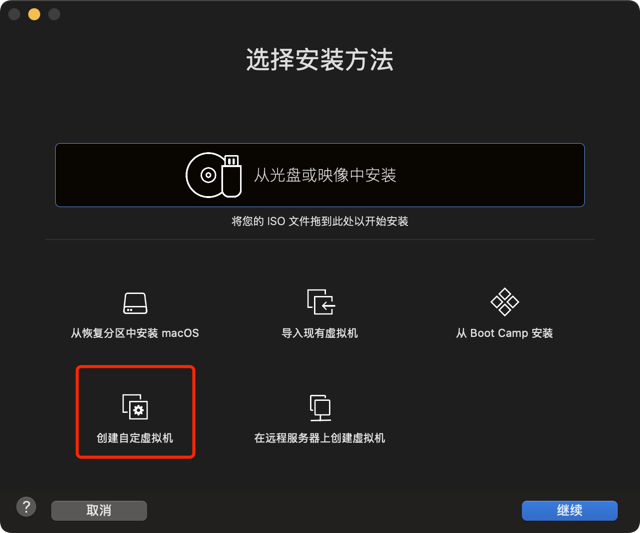 选择安装方法
从光盘或映像中安装
将您的 ISO 文件拖到此处以开始安装
从恢复分区中安装 macOS
导入现有虚拟机
从 Boot Camp 安装
创建自定虚拟机
在远程服务器上创建虚拟机
?
取消
继续